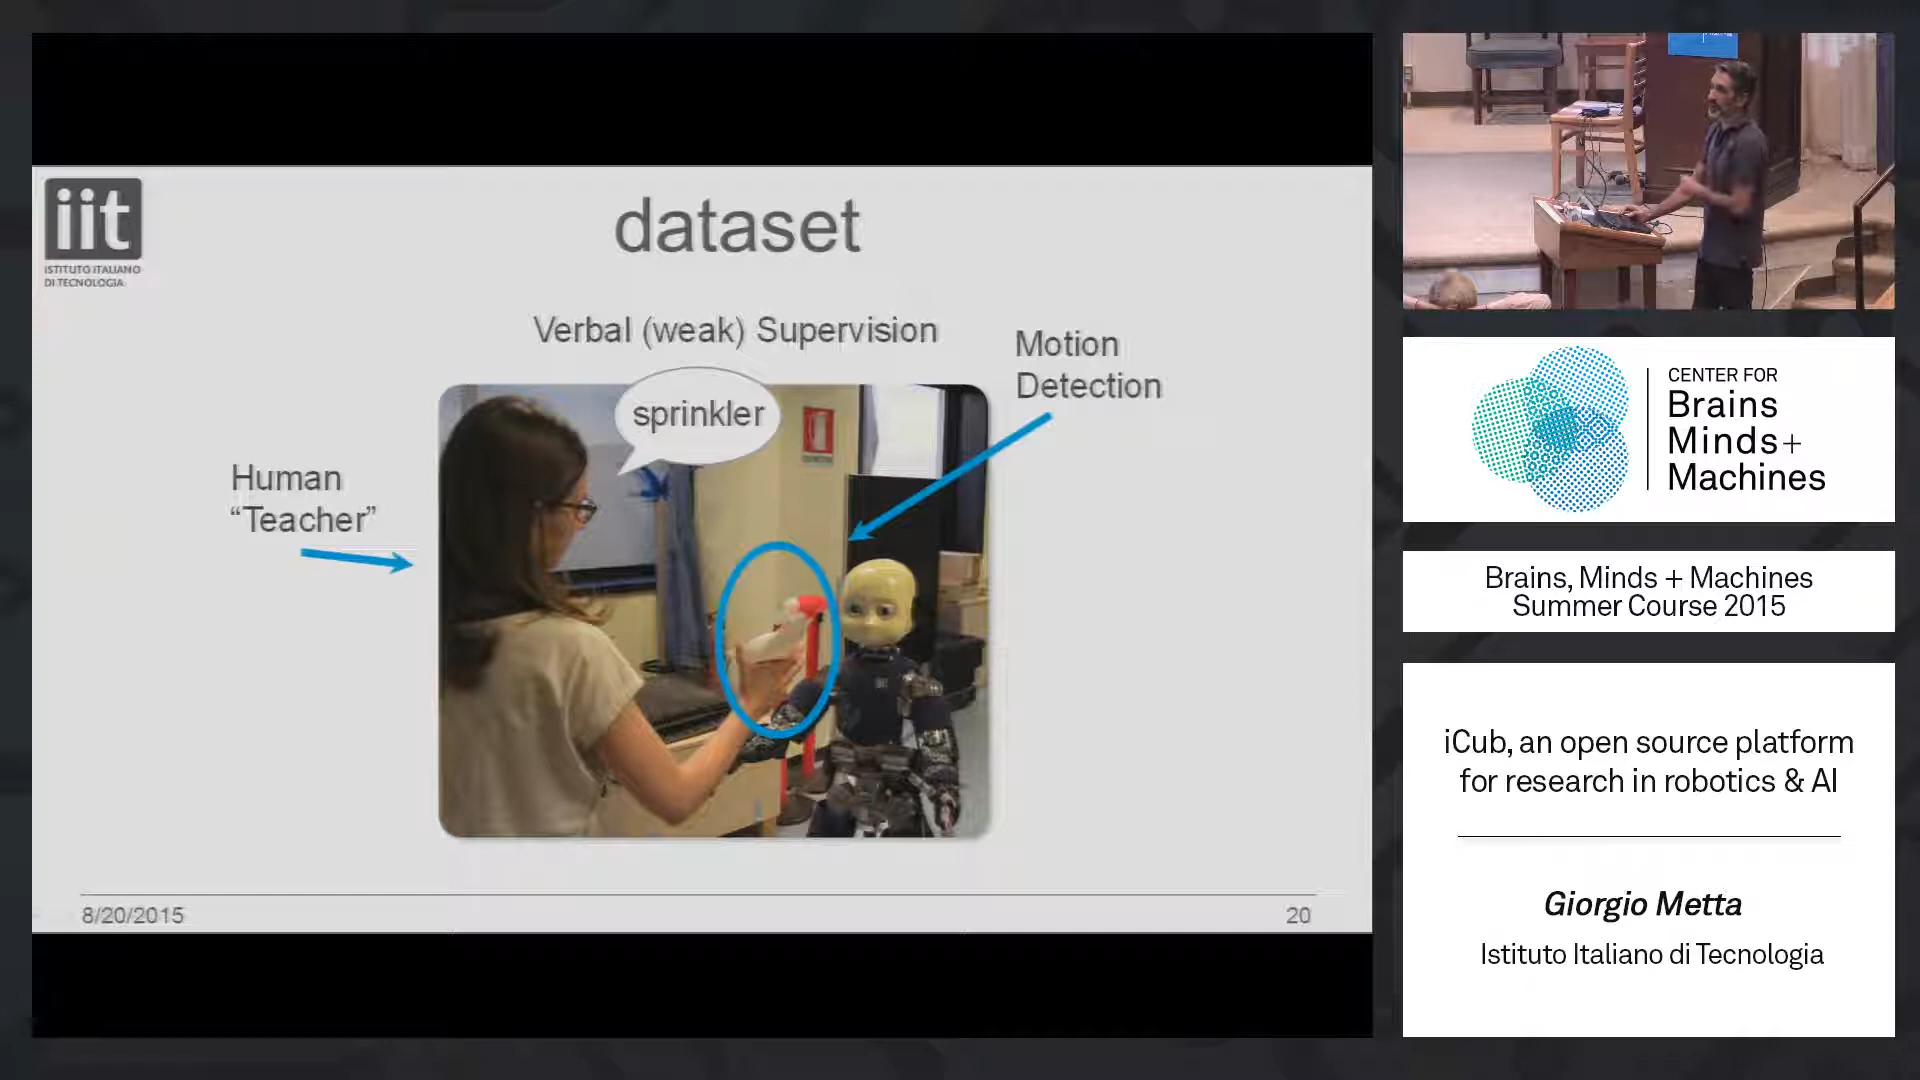 iit
ISTITUTO ITALIANO
DI TECNOLOGIA
dataset
Verbal (weak) Supervision
Motion
Detection
sprinkler
Human
“Teacher”
8/20/2015
20
CENTER FOR
Brains
Minds+
Machines
Brains, Minds + Machines
Summer Course 2015
iCub, an open source platform
for research in robotics & AI
Giorgio Metta
Istituto Italiano di Tecnologia